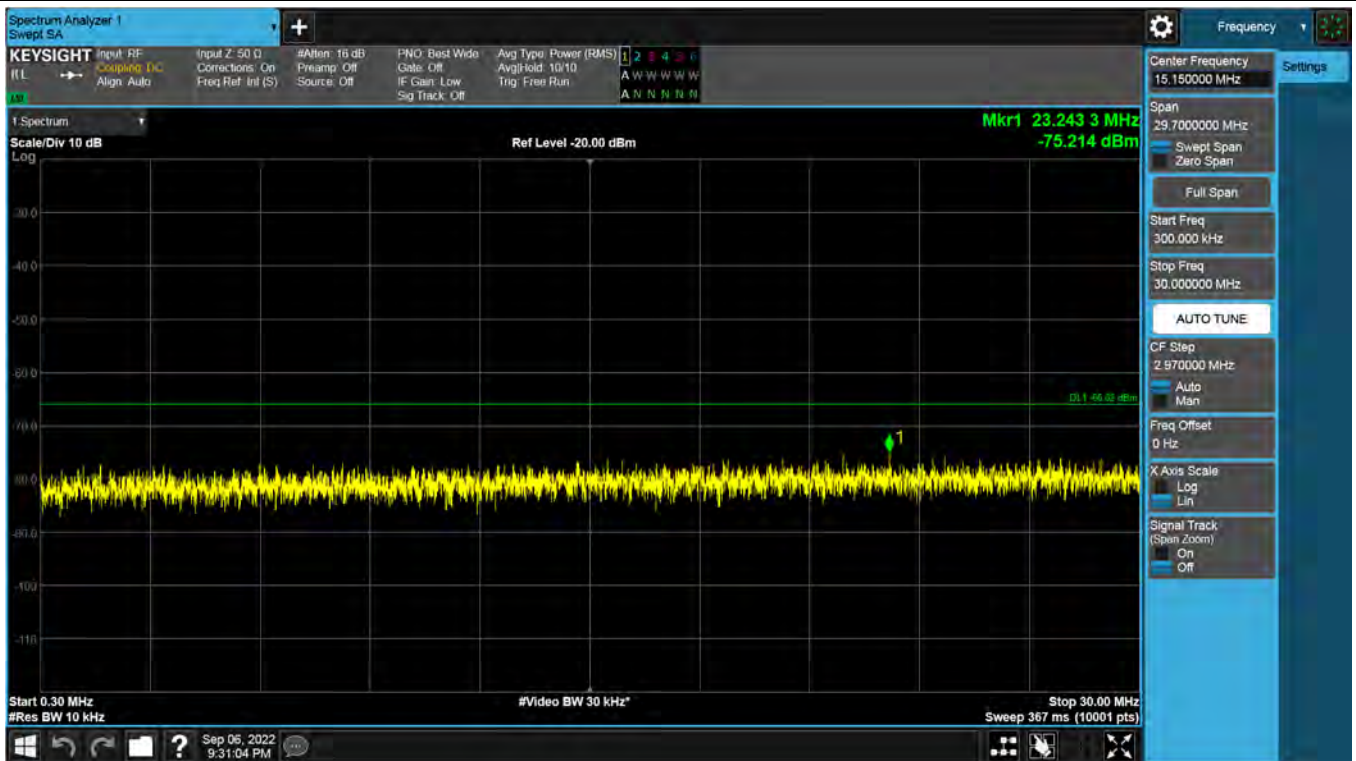 Spectrum Analyzer 1
Swept SA
+
Frequency
KEYSIGHT Input: RF
Coupling: DC
Align: Auto
Input Z: 50 Ω
Corrections: On
Freq Ref: Int (S)
#Atten: 16 dB
Preamp: Off
Source: Off
PNO: Best Wide
Gate: Off
IF Gain: Low
Sig Track: Off
Avg Type: Power (RMS)
Avg|Hold: 10/10
Trig: Free Run
1 2 3 4 5 6
A W W W W W
A N N N N N
1 Spectrum
Scale/Div 10 dB
Log
Ref Level -20.00 dBm
Mkr1 23.243 3 MHz
-75.214 dBm
-30.0
-40.0
-50.0
-60.0
-70.0
-80.0
-90.0
-100
-110
1
Start 0.30 MHz
#Res BW 10 kHz
#Video BW 30 kHz*
Stop 30.00 MHz
Sweep 367 ms (10001 pts)
Sep 06, 2022
9:31:04 PM
Center Frequency
15.150000 MHz
Settings
Span
29.7000000 MHz
Swept Span
Zero Span
Full Span
Start Freq
300.000 kHz
Stop Freq
30.000000 MHz
AUTO TUNE
CF Step
2.970000 MHz
Auto
Man
Freq Offset
0 Hz
X Axis Scale
Log
Lin
Signal Track
(Span Zoom)
On
Off